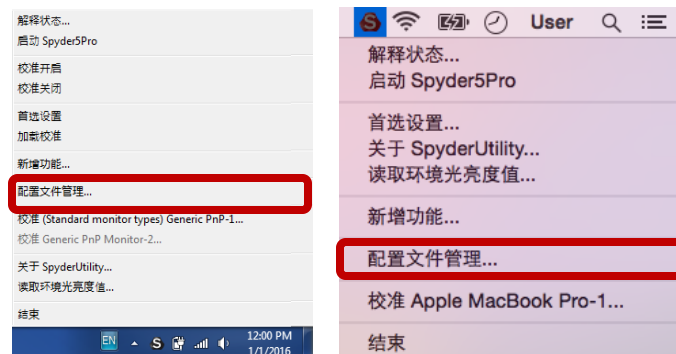 解释状态...
启动 Spyder5Pro
校准开启
校准关闭
首选设置
加载校准
新增功能...
配置文件管理...
校准 (Standard monitor types) Generic PnP-1...
校准 Generic PnP Monitor-2...
关于 SpyderUtility...
读取环境光亮度值...
结束
EN
S
12:00 PM
1/1/2016
S
User
解释状态...
启动 Spyder5Pro
首选设置...
关于 SpyderUtility...
读取环境光亮度值...
新增功能...
配置文件管理...
校准 Apple MacBook Pro-1...
结束